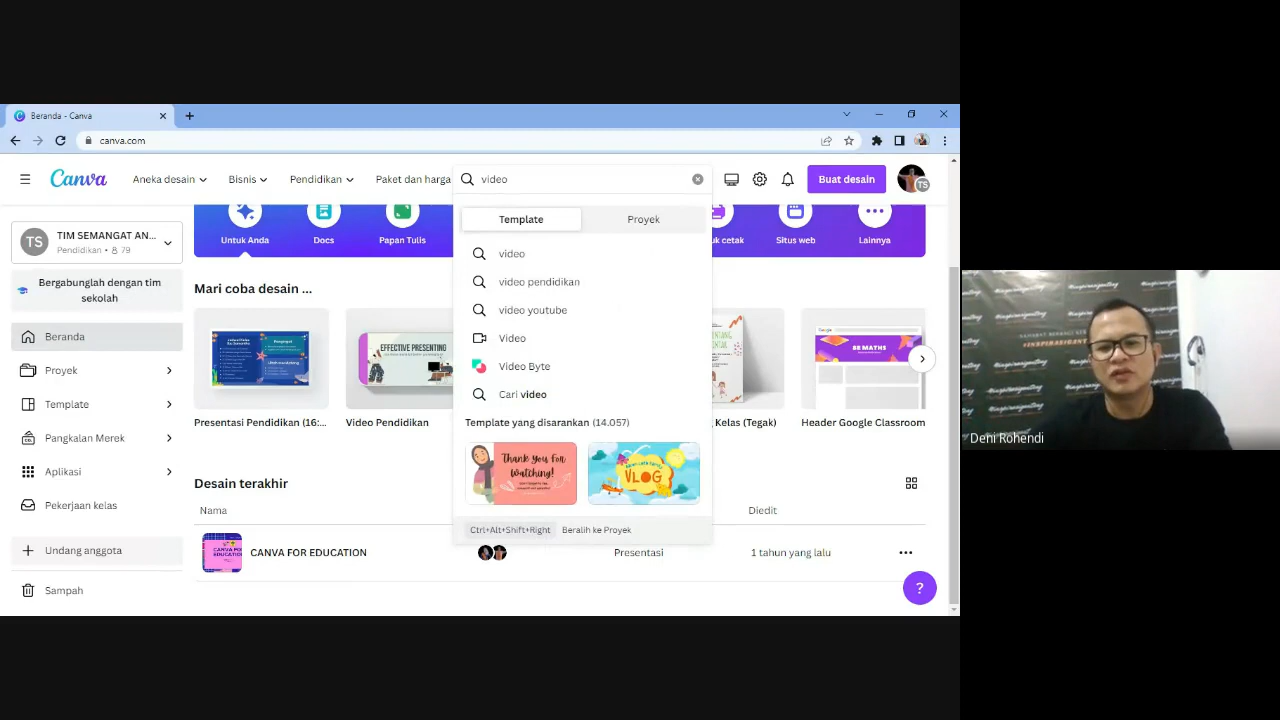 Beranda - Canva
canva.com
Canva
Aneka desain
Bisnis
Pendidikan
Paket dan harga
video
Buat desain
TS
TS
TIM SEMANGAT AN...
Pendidikan • 79
Bergabunglah dengan tim
sekolah
Beranda
Proyek
Template
Pangkalan Merek
Aplikasi
Pekerjaan kelas
Undang anggota
Sampah
Untuk Anda
Docs
Papan Tulis
uk cetak
Situs web
Lainnya
Template
Proyek
video
video pendidikan
video youtube
Video
Video Byte
Cari video
Template yang disarankan (14.057)
THANK YOU FOR
WATCHING!
VLOG
Ctrl+Alt+Shift+Right
Beralih ke Proyek
Mari coba desain ...
EFFECTIVE PRESENTING
8B MATHS
Presentasi Pendidikan (16:...
Video Pendidikan
Kelas (Tegak)
Header Google Classroom
Desain terakhir
Nama
Diedit
CANVA FOR EDUCATION
Presentasi
1 tahun yang lalu
?
Deni Rohendi